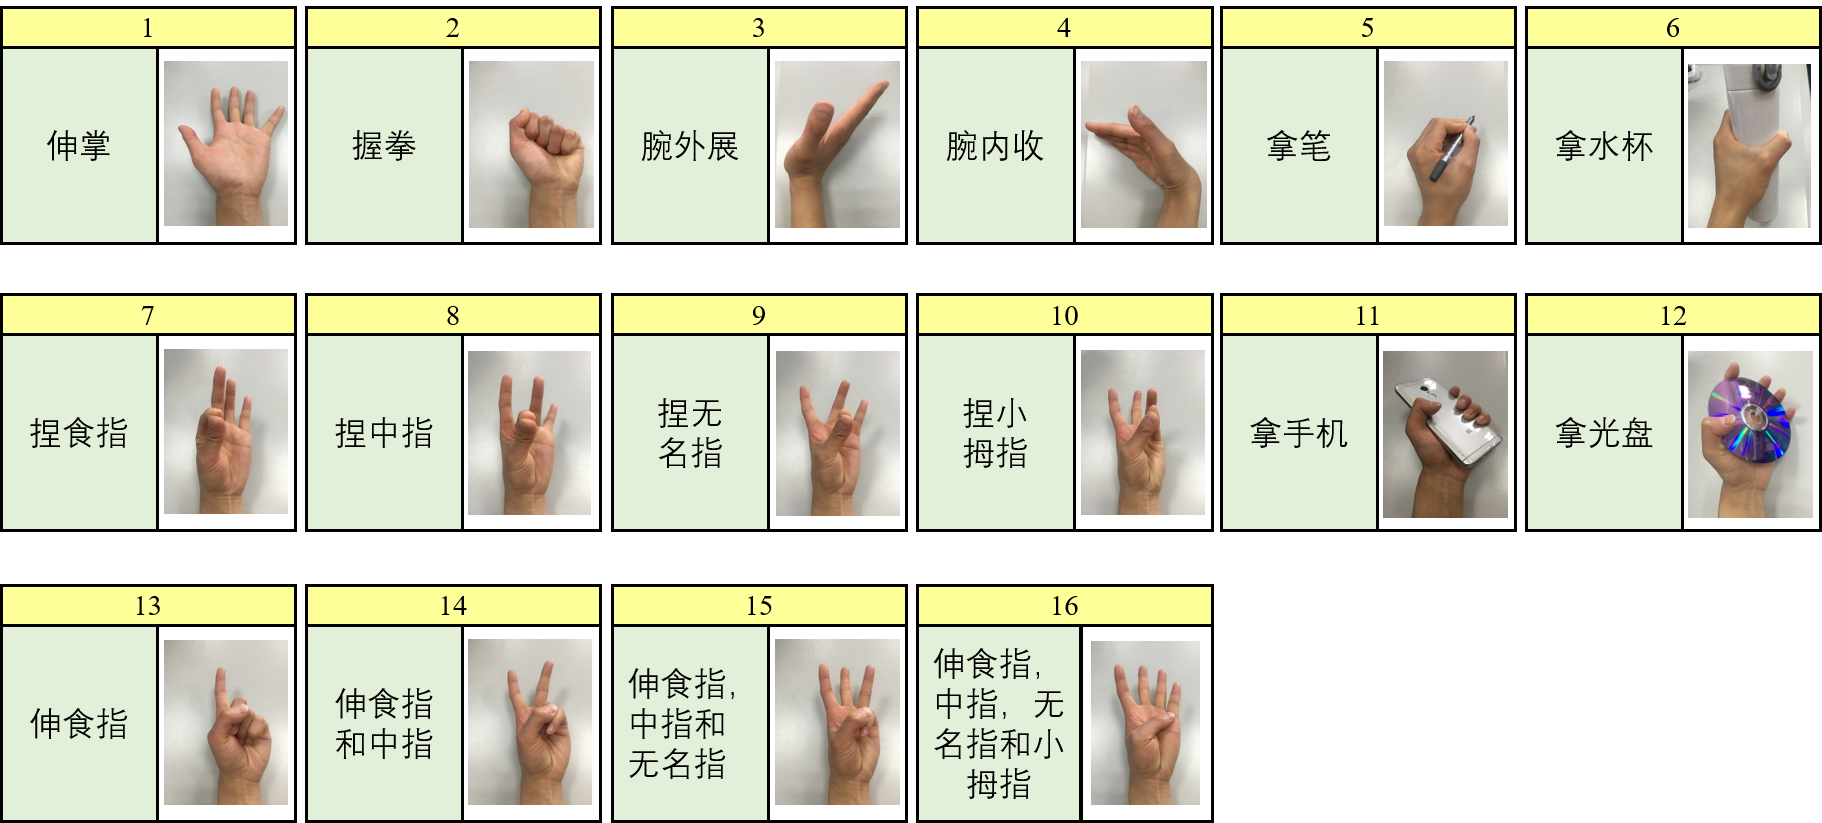 1
2
3
4
5
6
伸掌
握拳
腕外展
腕内收
拿笔
拿水杯
7
8
9
10
11
12
捏食指
捏中指
捏无
名指
捏小
拇指
拿手机
拿光盘
13
14
15
16
伸食指
伸食指
和中指
伸食指，
中指和
无名指
伸食指，
中指，无
名指和小
拇指